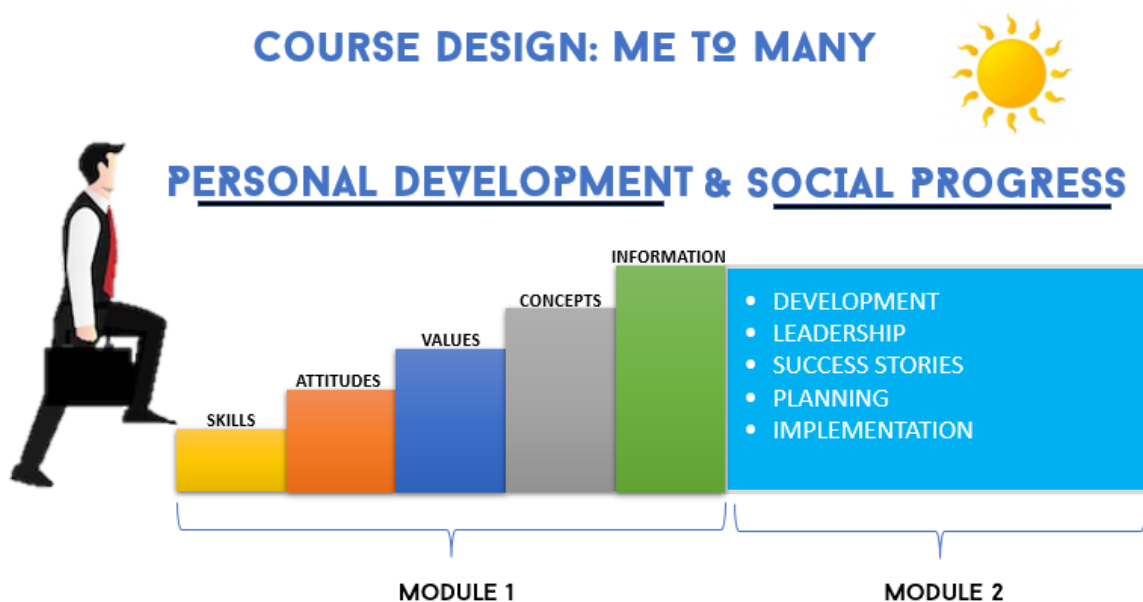 COURSE DESIGN: ME TO MANY
PERSONAL DEVELOPMENT & SOCIAL PROGRESS
INFORMATION
CONCEPTS
VALUES
ATTITUDES
SKILLS
• DEVELOPMENT
• LEADERSHIP
• SUCCESS STORIES
• PLANNING
• IMPLEMENTATION
MODULE 1
MODULE 2